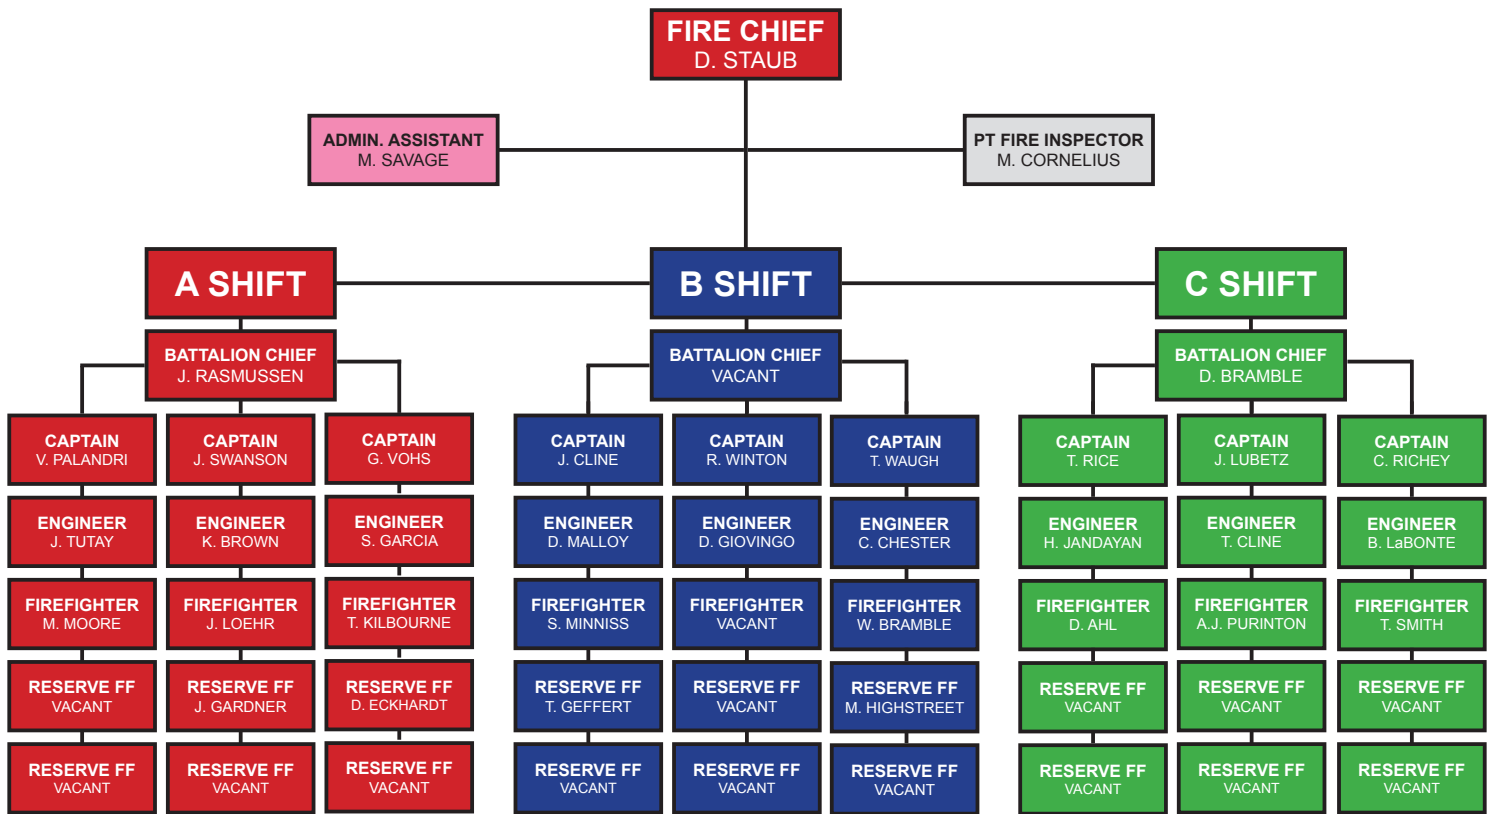 FIRE CHIEF
D. STAUB
ADMIN. ASSISTANT
M. SAVAGE
PT FIRE INSPECTOR
M. CORNELIUS
A SHIFT
BATTALION CHIEF
J. RASMUSSEN
CAPTAIN
V. PALANDRI
ENGINEER
J. TUTAY
FIREFIGHTER
M. MOORE
RESERVE FF
VACANT
RESERVE FF
VACANT
CAPTAIN
J. SWANSON
ENGINEER
K. BROWN
FIREFIGHTER
J. LOEHR
RESERVE FF
J. GARDNER
RESERVE FF
VACANT
CAPTAIN
G. VOHS
ENGINEER
S. GARCIA
FIREFIGHTER
T. KILBOURNE
RESERVE FF
D. ECKHARDT
RESERVE FF
VACANT
B SHIFT
BATTALION CHIEF
VACANT
CAPTAIN
J. CLINE
ENGINEER
D. MALLOY
FIREFIGHTER
S. MINNISS
RESERVE FF
T. GEFFERT
RESERVE FF
VACANT
CAPTAIN
R. WINTON
ENGINEER
D. GIOVINGO
FIREFIGHTER
VACANT
RESERVE FF
VACANT
RESERVE FF
VACANT
CAPTAIN
T. WAUGH
ENGINEER
C. CHESTER
FIREFIGHTER
W. BRAMBLE
RESERVE FF
M. HIGHSTREET
RESERVE FF
VACANT
C SHIFT
BATTALION CHIEF
D. BRAMBLE
CAPTAIN
T. RICE
ENGINEER
H. JANDAYAN
FIREFIGHTER
D. AHL
RESERVE FF
VACANT
RESERVE FF
VACANT
CAPTAIN
J. LUBETZ
ENGINEER
T. CLINE
FIREFIGHTER
A.J. PURINTON
RESERVE FF
VACANT
RESERVE FF
VACANT
CAPTAIN
C. RICHEY
ENGINEER
B. LaBONTE
FIREFIGHTER
T. SMITH
RESERVE FF
VACANT
RESERVE FF
VACANT